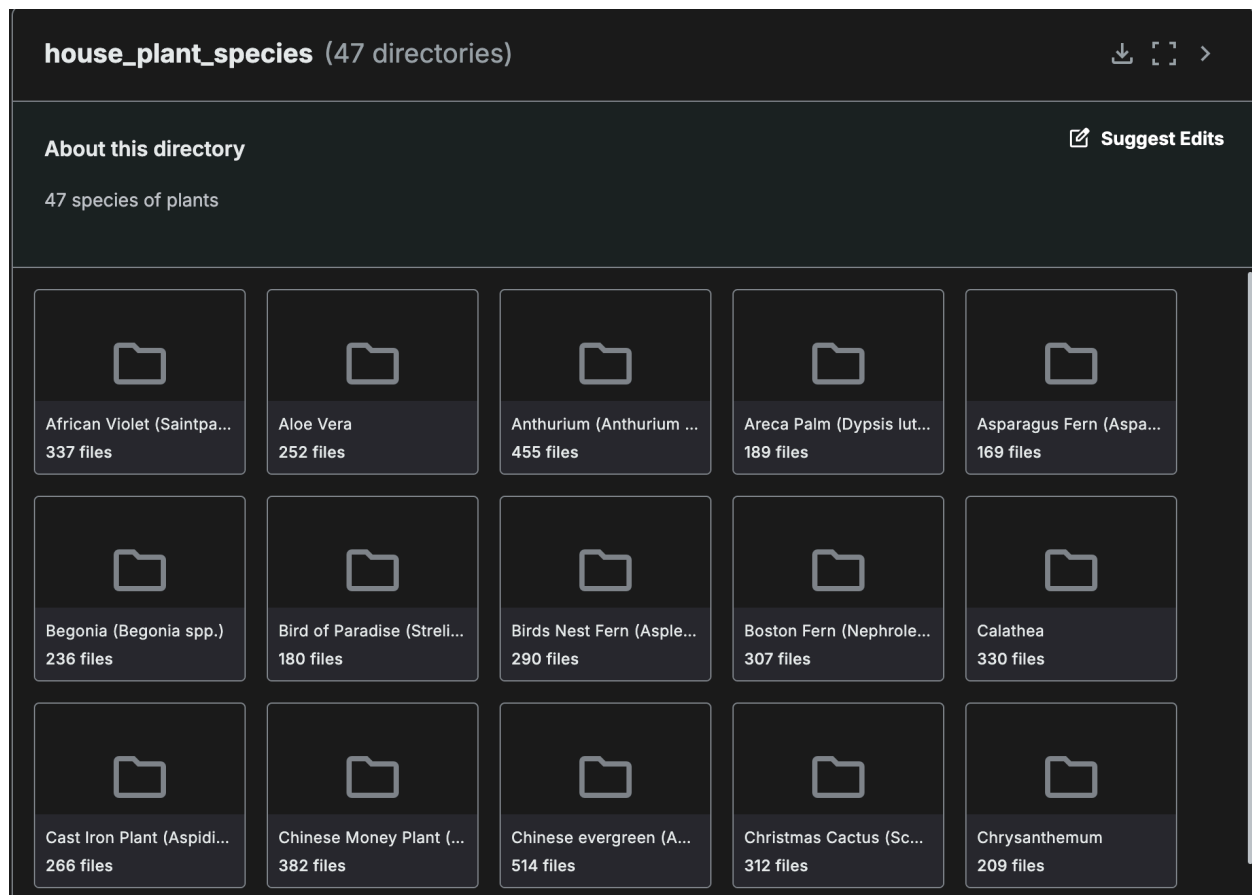 house_plant_species (47 directories)
About this directory
Suggest Edits
47 species of plants
African Violet (Saintpa...
337 files
Aloe Vera
252 files
Anthurium (Anthurium ...
455 files
Areca Palm (Dypsis lut...
189 files
Asparagus Fern (Aspa...
169 files
Begonia (Begonia spp.)
236 files
Bird of Paradise (Streli...
180 files
Birds Nest Fern (Asple...
290 files
Boston Fern (Nephrole...
307 files
Calathea
330 files
Cast Iron Plant (Aspidi...
266 files
Chinese Money Plant (...
382 files
Chinese evergreen (A...
514 files
Christmas Cactus (Sc...
312 files
Chrysanthemum
209 files